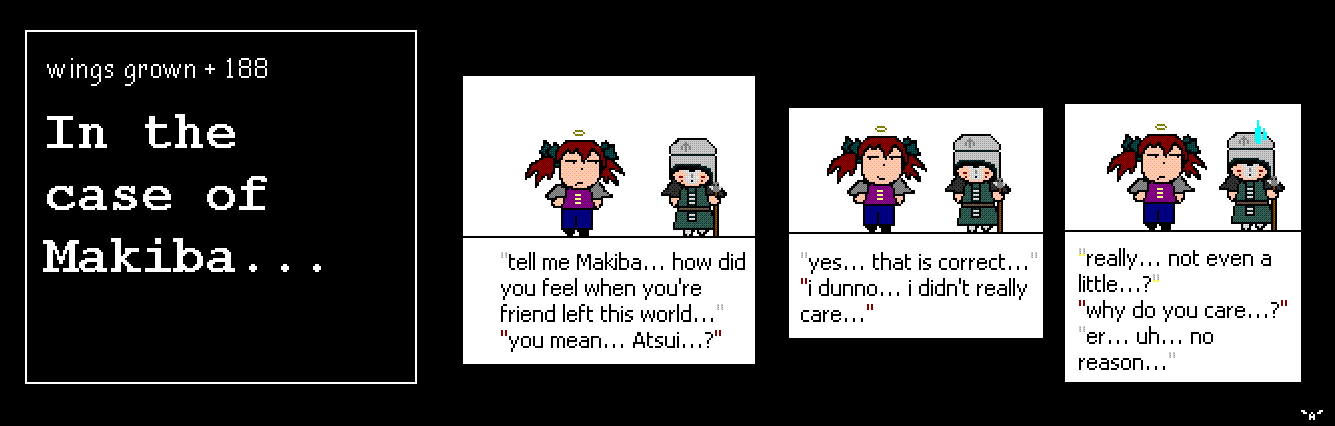 wings grown + 188
In the
case of
Makiba...
"tell me Makiba... how did
you feel when you're
friend left this world..."
"you mean... Atsui...?"
"yes... that is correct..."
"i dunno... i didn't really
care..."
"really... not even a
little...?"
"why do you care...?"
"er... uh... no
reason..."